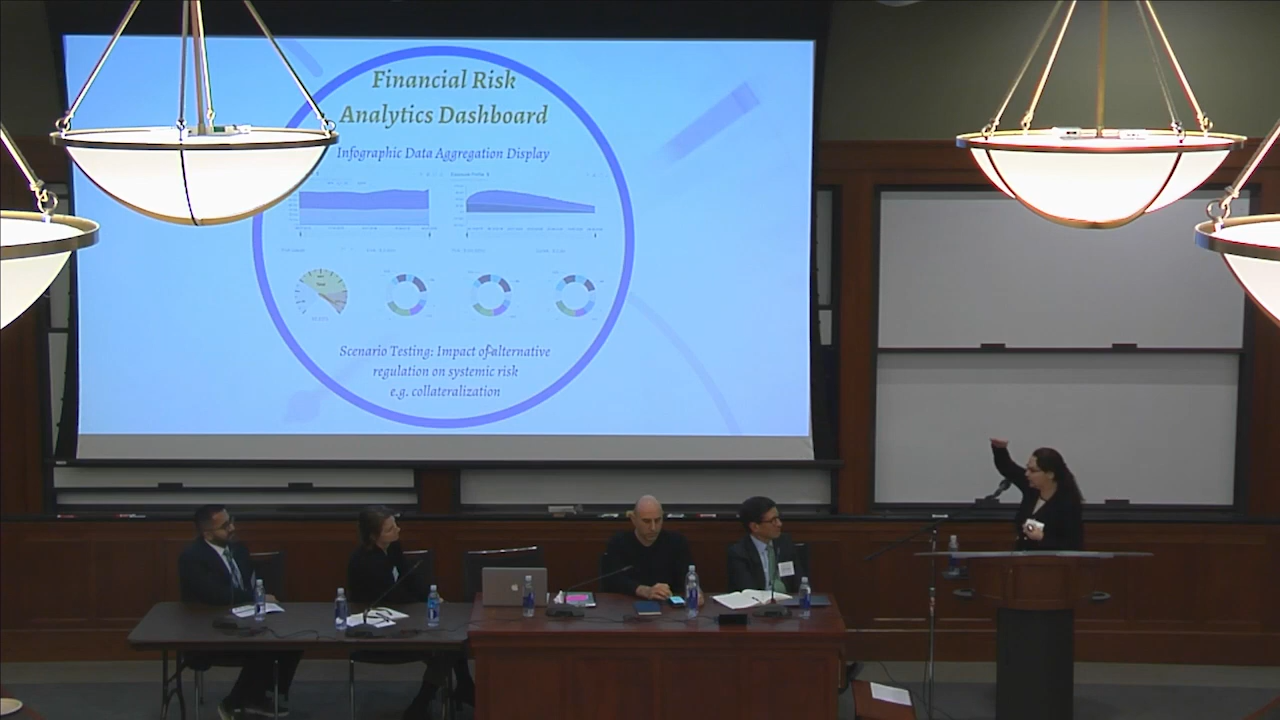 Financial Risk
Analytics Dashboard
Infographic Data Aggregation Display
Scenario Testing: Impact of alternative
regulation on systemic risk
e.g. collateralization